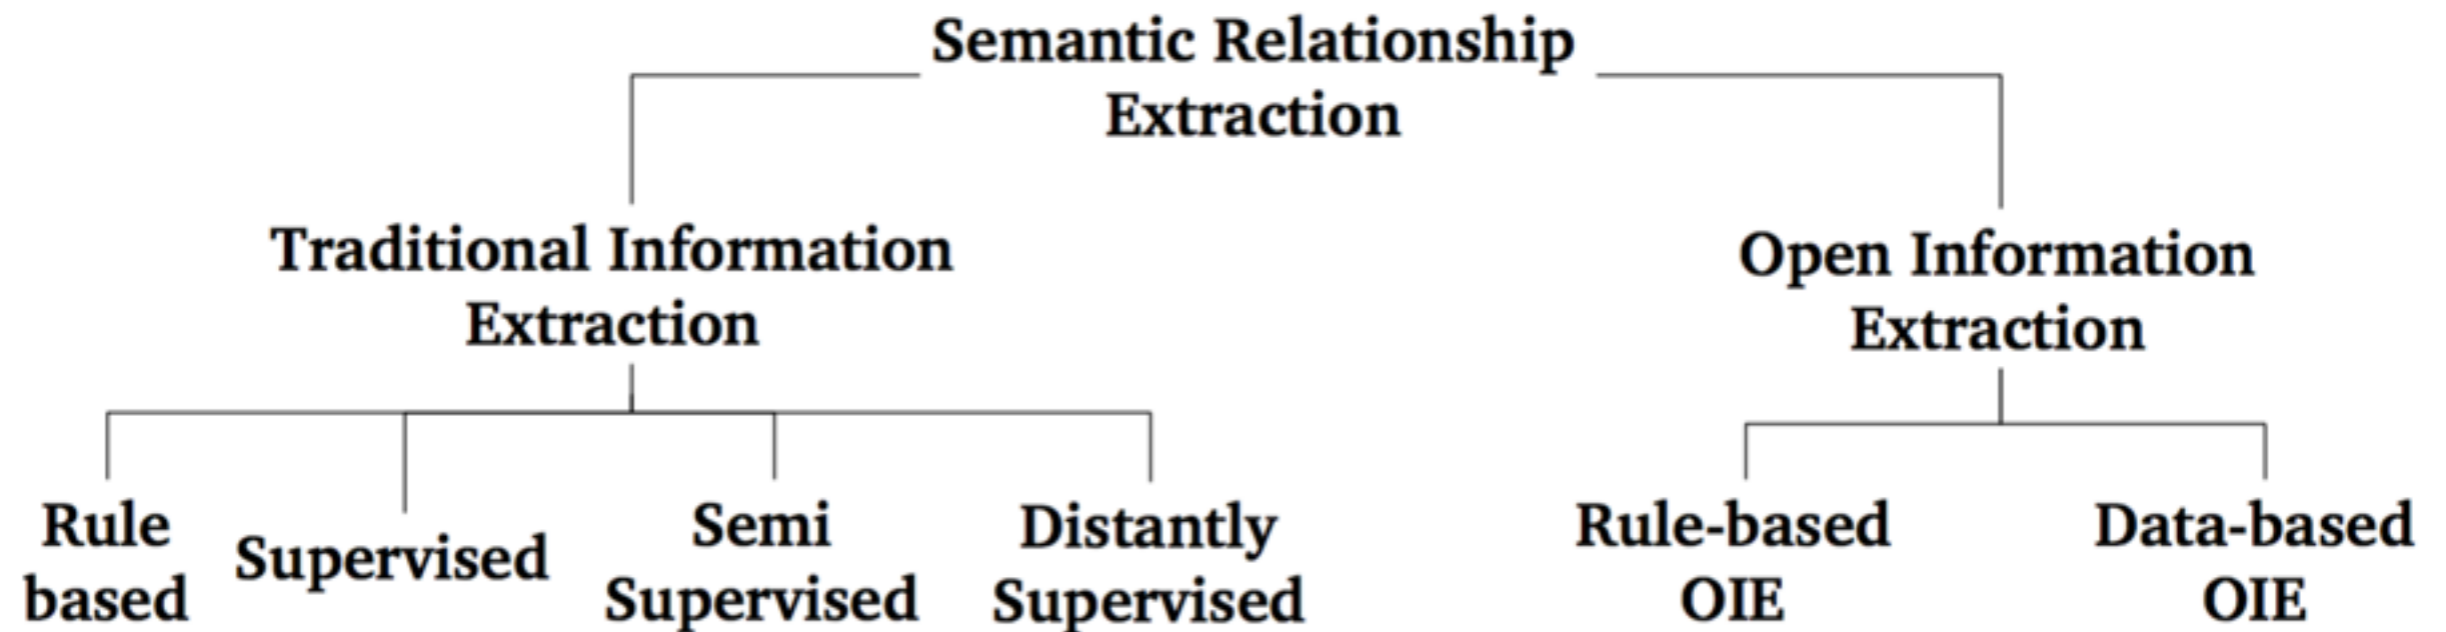 Semantic Relationship
Extraction
Traditional Information
Extraction
Open Information
Extraction
Rule
based
Supervised
Semi
Supervised
Distantly
Supervised
Rule-based
OIE
Data-based
OIE